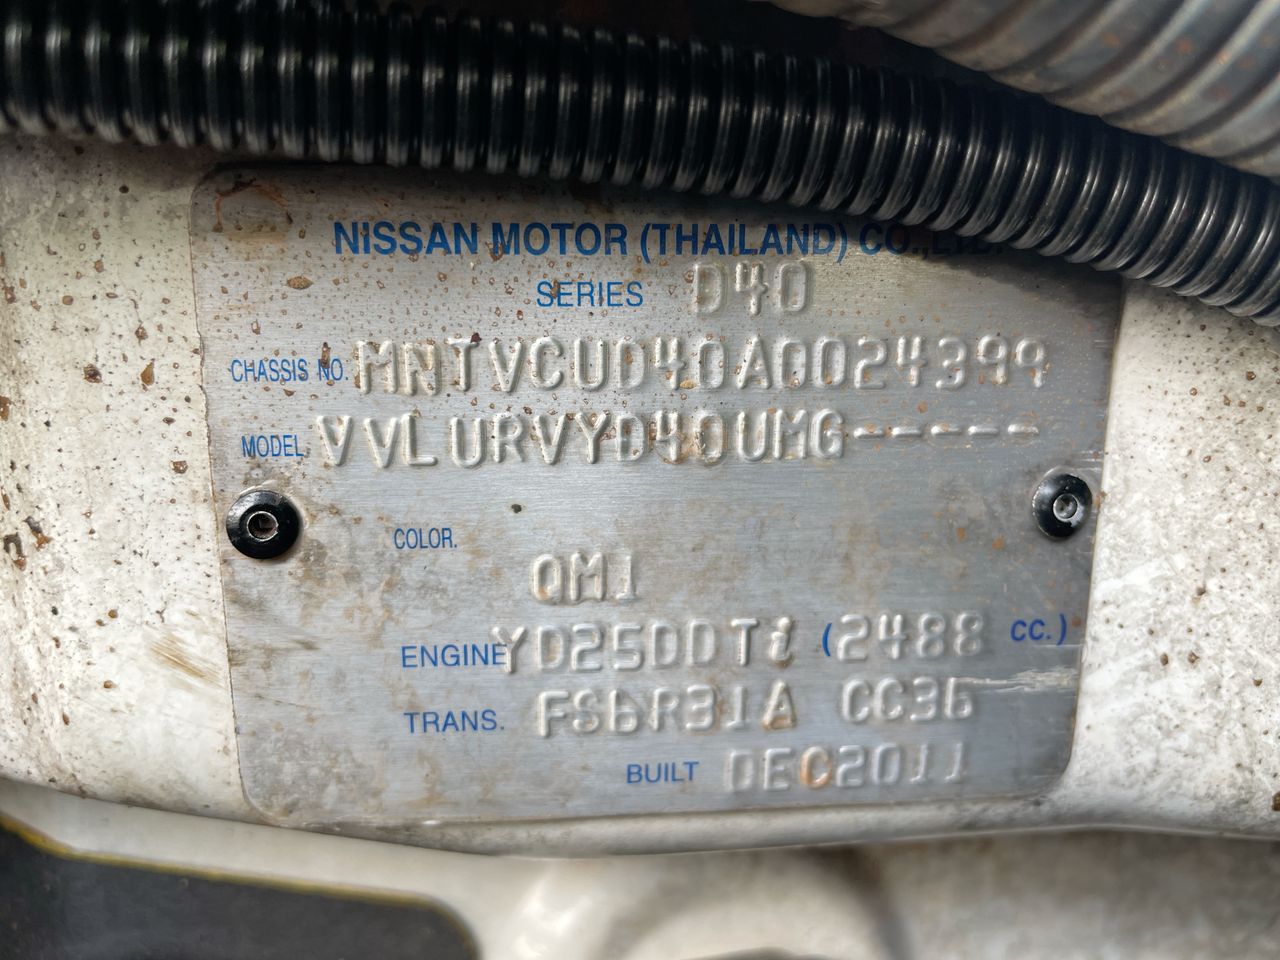 NISSAN MOTOR (THAILAND) CO.,LTD.
SERIES D40
CHASSIS NO. MNTVCUD40A0024399
MODEL VVLURVYD40UMG-----
COLOR.
QM1
ENGINE YD25DDTi (2488 CC.)
TRANS. FS6R31A CC36
BUILT DEC2011